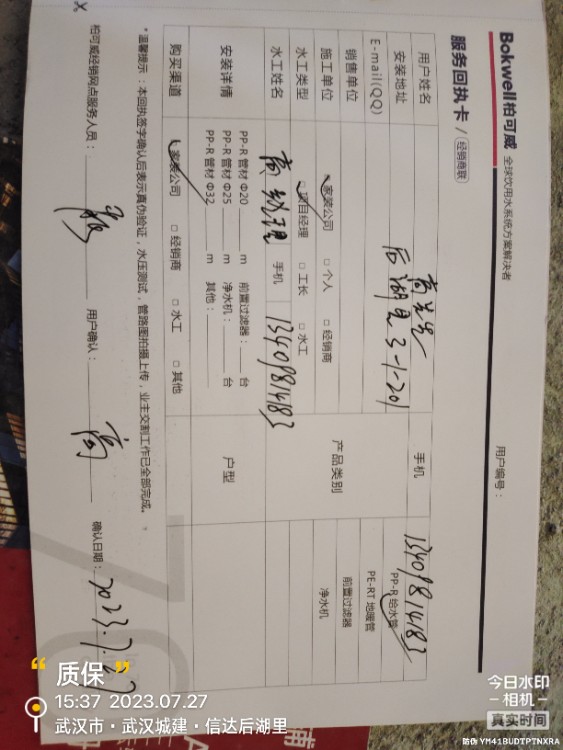 Bokwell柏可威 全球饮用水系统方案解决者
用户编号：
服务回执卡 / 经销商联
用户姓名 高先生 手机 13409814183
安装地址 后湖里3-1-201
E-mail(QQ)
销售单位
产品类别 PP-R 给水管
PE-RT 地暖管
前置过滤器
净水机
施工单位 家装公司 □ 个人 □ 经销商
水工类型 □ 项目经理 □ 工长 □ 水工
水工姓名 高经理 手机 13409814183
安装详情 PP-R 管材 Φ20 m 前置过滤器： 台
PP-R 管材 Φ25 m 净水机： 台
PP-R 管材 Φ32 m 其他：
户型
购买渠道 家装公司 □ 经销商 □ 水工 □ 其他
*温馨提示：本回执签字确认后表示真伪验证，水压测试，管路图拍摄上传，业主交割工作已全部完成。*
柏可威经销网点服务人员： 用户确认： 高 确认日期： 2023.7.27
质保
15:37 2023.07.27
武汉市·武汉城建·信达后湖里
今日水印
相机
真实时间
防伪 YM41BUDTPTNXRA